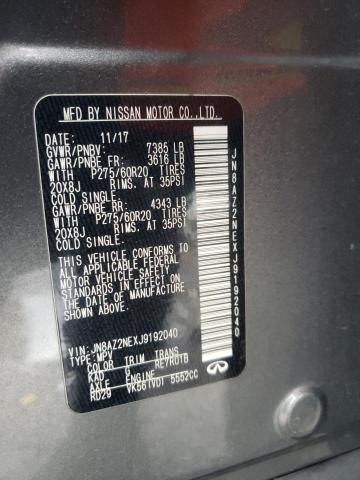 MFD BY NISSAN MOTOR CO.,LTD.
DATE: 11/17
GVWR/PNBV: 7385 LB
GAWR/PNBE FR: 3616 LB
WITH P275/60R20 TIRES
20X8J RIMS. AT 35PSI
COLD SINGLE.
GAWR/PNBE RR: 4343 LB
WITH P275/60R20 TIRES
20X8J RIMS. AT 35PSI
COLD SINGLE.
THIS VEHICLE CONFORMS TO
ALL APPLICABLE FEDERAL
MOTOR VEHICLE SAFETY
STANDARDS IN EFFECT ON
THE DATE OF MANUFACTURE
SHOWN ABOVE.
VIN: JN8AZ2NEXJ9192040
TYPE: MPV
COLOR TRIM TRANS
KAD G RE7R01B
AXLE ENGINE
RD29 VK56(VD) 5552CC
JN8AZ2NEXJ9192040